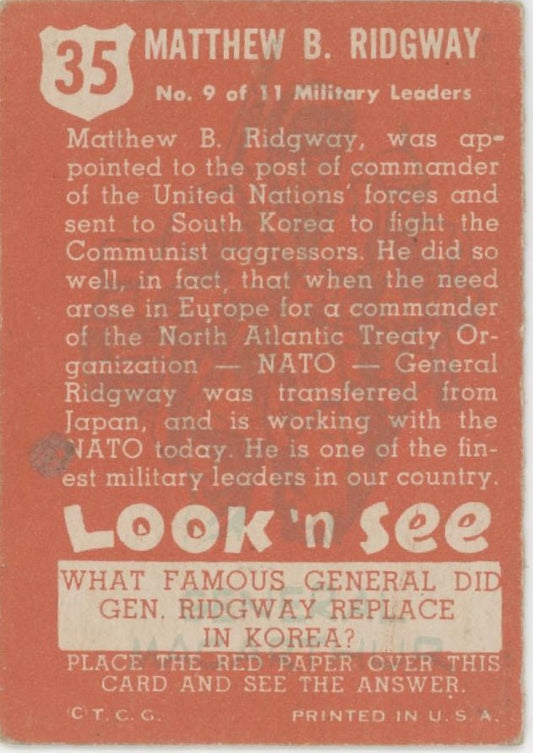 35
MATTHEW B. RIDGWAY
No. 9 of 11 Military Leaders
Matthew B. Ridgway, was ap-
pointed to the post of commander
of the United Nations' forces and
sent to South Korea to fight the
Communist aggressors. He did so
well, in fact, that when the need
arose in Europe for a commander
of the North Atlantic Treaty Or-
ganization — NATO — General
Ridgway was transferred from
Japan, and is working with the
NATO today. He is one of the fin-
est military leaders in our country.
LOOK 'n SEE
WHAT FAMOUS GENERAL DID
GEN. RIDGWAY REPLACE
IN KOREA?
PLACE THE RED PAPER OVER THIS
CARD AND SEE THE ANSWER.
© T. C. G. PRINTED IN U. S. A.